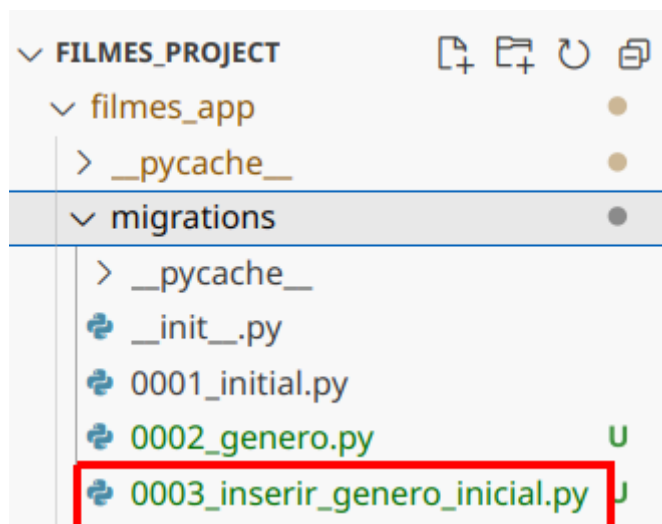 FILMES_PROJECT
filmes_app
__pycache__
migrations
__pycache__
__init__.py
0001_initial.py
0002_genero.py U
0003_inserir_genero_inicial.py U